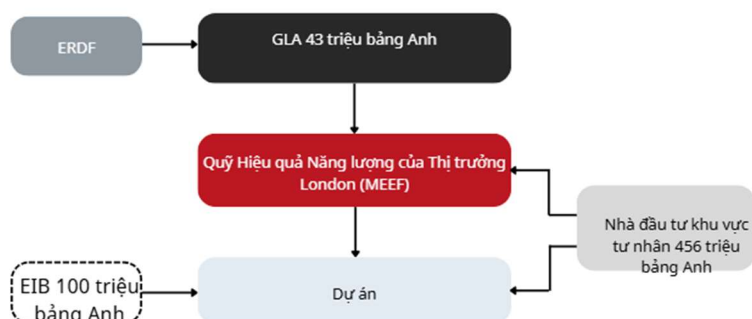 ERDF
GLA 43 triệu bảng Anh
Quỹ Hiệu quả Năng lượng của Thị trưởng
London (MEEF)
Nhà đầu tư khu vực
tư nhân 456 triệu
bảng Anh
EIB 100 triệu
bảng Anh
Dự án